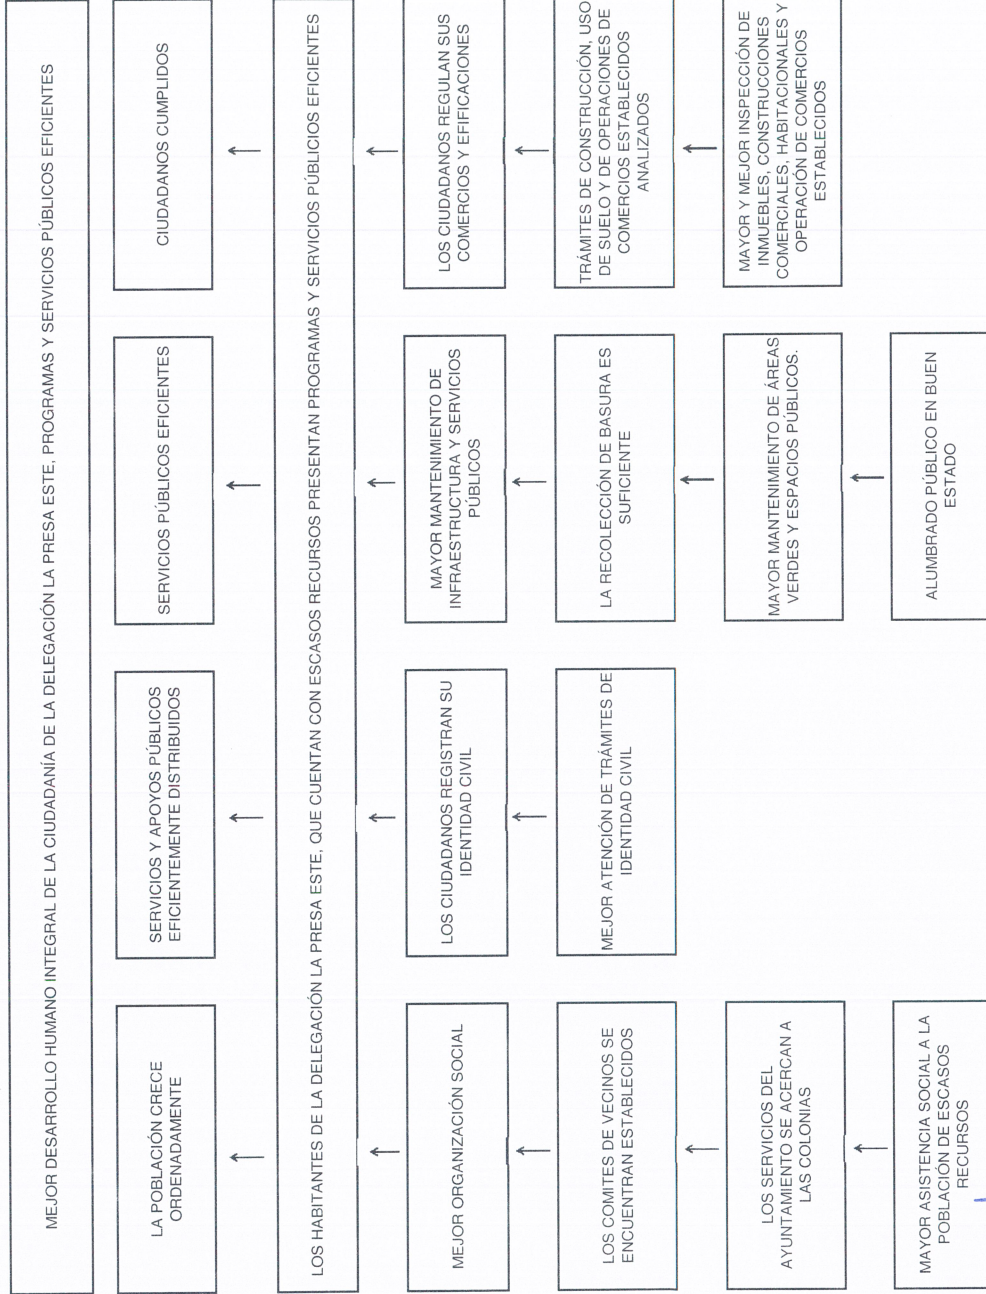 MEJOR DESARROLLO HUMANO INTEGRAL DE LA CIUDADANÍA DE LA DELEGACIÓN LA PRESA ESTE, PROGRAMAS Y SERVICIOS PÚBLICOS EFICIENTES
LA POBLACIÓN CRECE
ORDENADAMENTE
SERVICIOS Y APOYOS PÚBLICOS
EFICIENTEMENTE DISTRIBUIDOS
SERVICIOS PÚBLICOS EFICIENTES
CIUDADANOS CUMPLIDOS
LOS HABITANTES DE LA DELEGACIÓN LA PRESA ESTE, QUE CUENTAN CON ESCASOS RECURSOS PRESENTAN PROGRAMAS Y SERVICIOS PÚBLICIOS EFICIENTES
MEJOR ORGANIZACIÓN SOCIAL
LOS CIUDADANOS REGISTRAN SU
IDENTIDAD CIVIL
MAYOR MANTENIMIENTO DE
INFRAESTRUCTURA Y SERVICIOS
PÚBLICOS
LOS CIUDADANOS REGULAN SUS
COMERCIOS Y EFIFICACIONES
LOS COMITES DE VECINOS SE
ENCUENTRAN ESTABLECIDOS
MEJOR ATENCIÓN DE TRÁMITES DE
IDENTIDAD CIVIL
LA RECOLECCIÓN DE BASURA ES
SUFICIENTE
TRÁMITES DE CONSTRUCCIÓN, USO
DE SUELO Y DE OPERACIONES DE
COMERCIOS ESTABLECIDOS
ANALIZADOS
LOS SERVICIOS DEL
AYUNTAMIENTO SE ACERCAN A
LAS COLONIAS
MAYOR MANTENIMIENTO DE ÁREAS
VERDES Y ESPACIOS PÚBLICOS.
MAYOR Y MEJOR INSPECCIÓN DE
INMUEBLES, CONSTRUCCIONES
COMERCIALES, HABITACIONALES Y
OPERACIÓN DE COMERCIOS
ESTABLECIDOS
MAYOR ASISTENCIA SOCIAL A LA
POBLACIÓN DE ESCASOS
RECURSOS
ALUMBRADO PÚBLICO EN BUEN
ESTADO